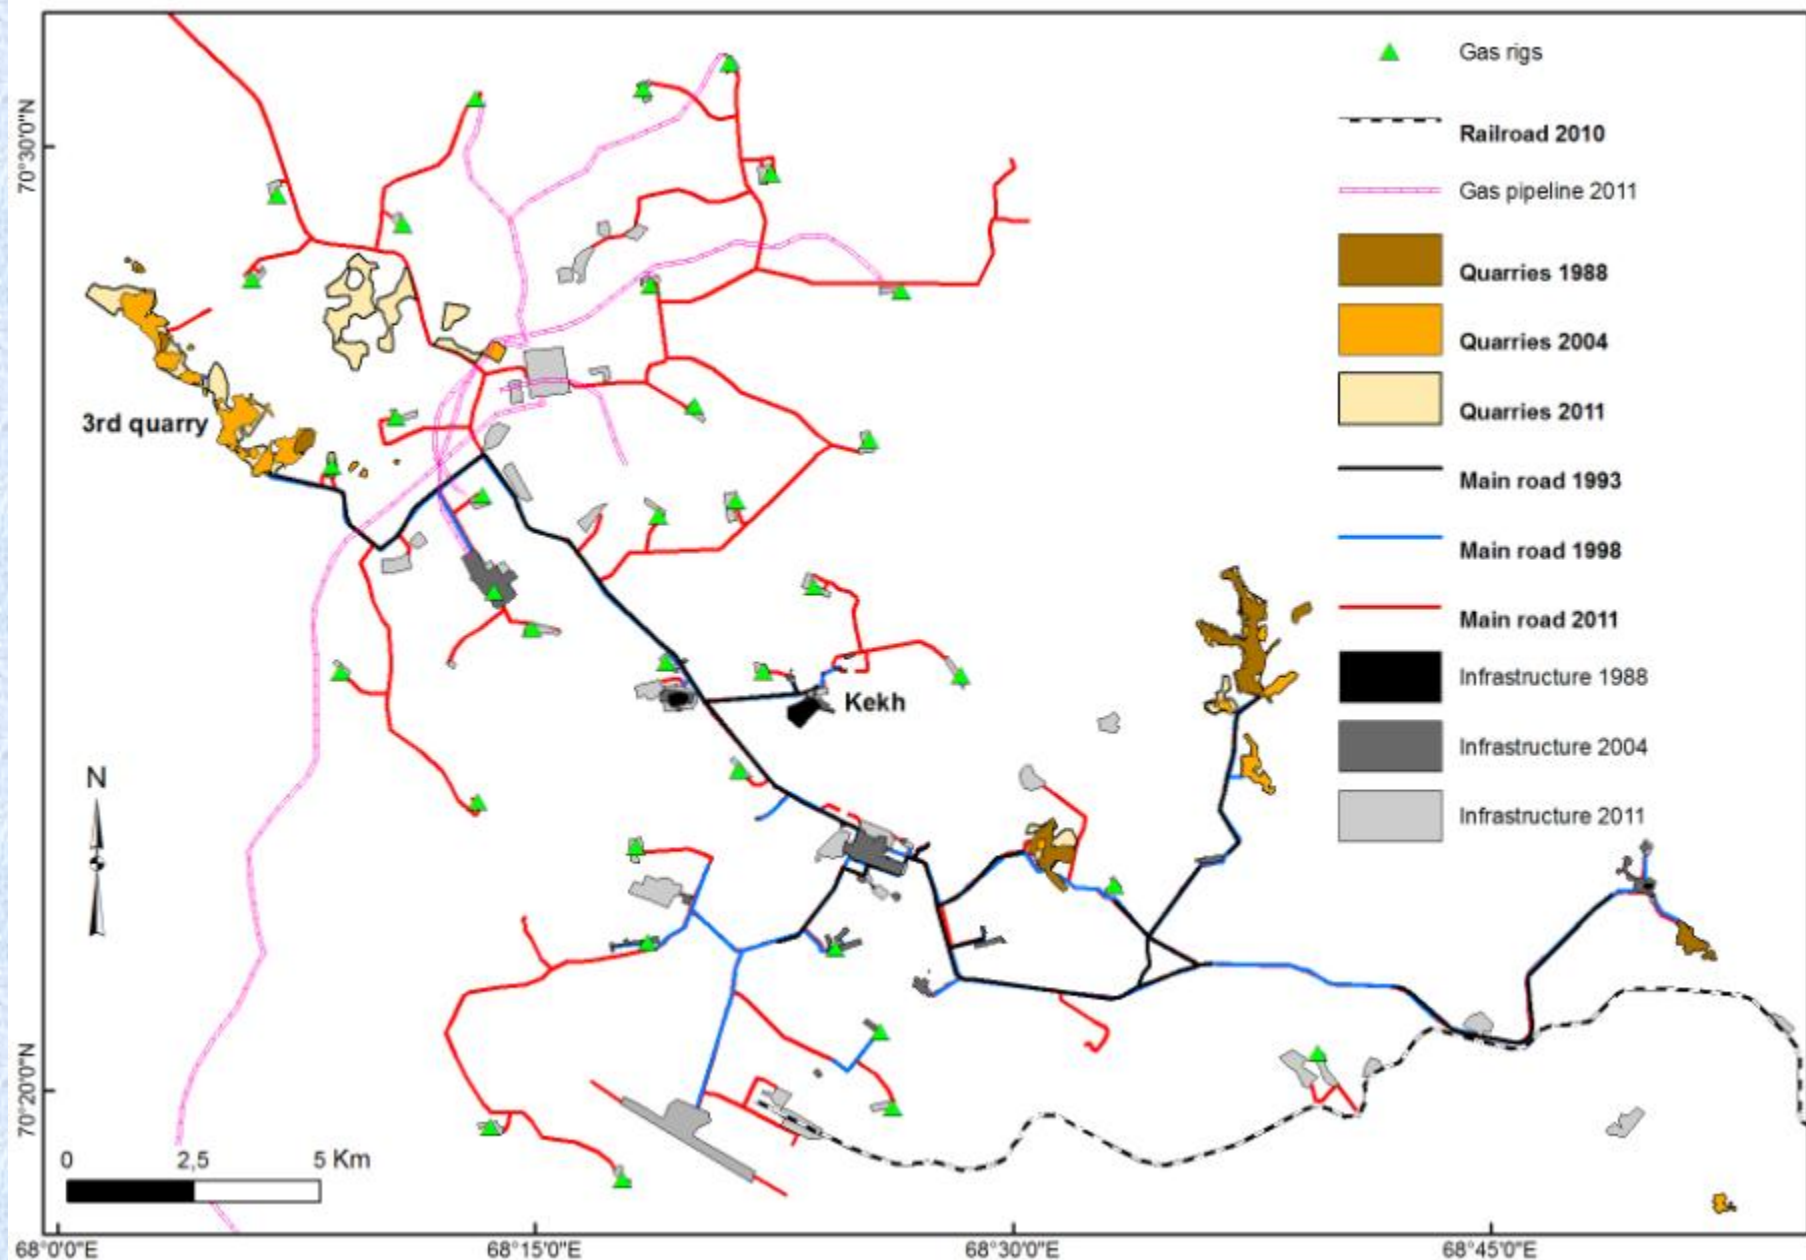 Gas rigs
Railroad 2010
Gas pipeline 2011
Quarries 1988
Quarries 2004
Quarries 2011
Main road 1993
Main road 1998
Main road 2011
Infrastructure 1988
Infrastructure 2004
Infrastructure 2011
70°30'0"N
3rd quarry
Kekh
N
70°20'0"N
0 2,5 5 Km
68°0'0"E 68°15'0"E 68°30'0"E 68°45'0"E